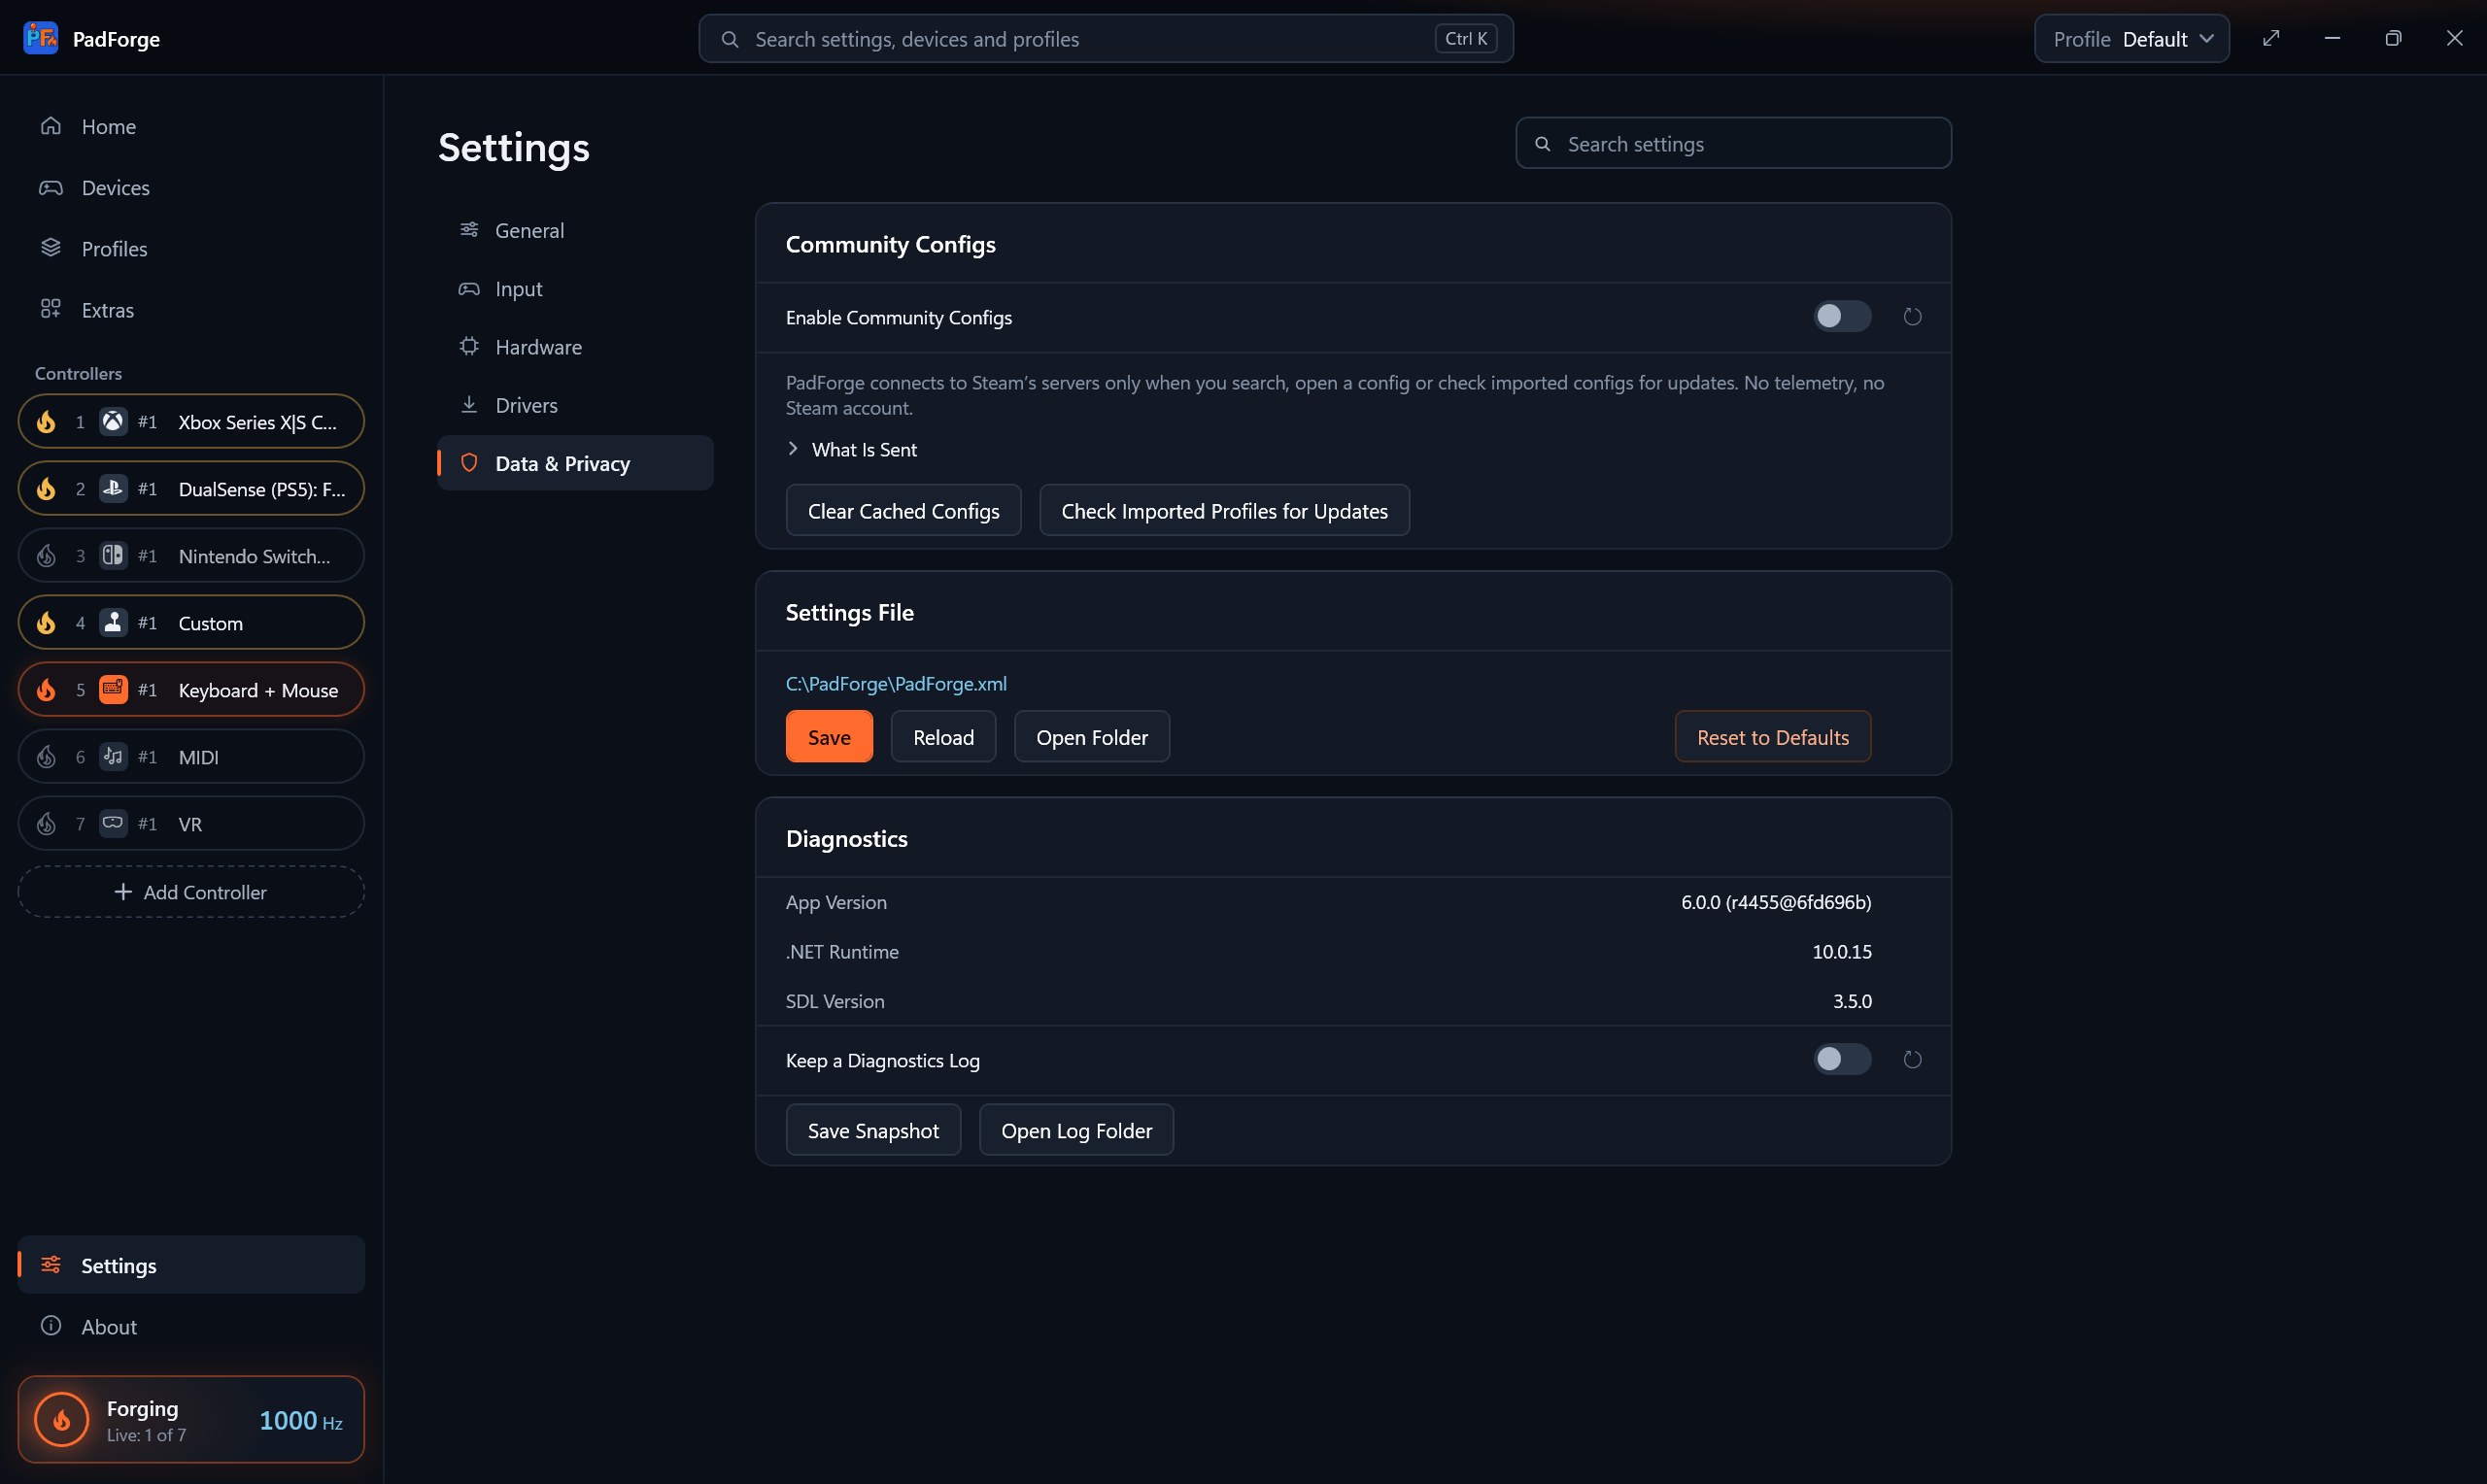 PadForge
Search settings, devices and profiles
Ctrl K
Profile Default
Home
Devices
Profiles
Extras
Controllers
1 #1 Xbox Series X|S C...
2 #1 DualSense (PS5): F...
3 #1 Nintendo Switch...
4 #1 Custom
5 #1 Keyboard + Mouse
6 #1 MIDI
7 #1 VR
Add Controller
Settings
About
Forging
Live: 1 of 7
1000 Hz
Settings
Search settings
General
Input
Hardware
Drivers
Data & Privacy
Community Configs
Enable Community Configs
PadForge connects to Steam’s servers only when you search, open a config or check imported configs for updates. No telemetry, no
Steam account.
What Is Sent
Clear Cached Configs
Check Imported Profiles for Updates
Settings File
C:\PadForge\PadForge.xml
Save
Reload
Open Folder
Reset to Defaults
Diagnostics
App Version 6.0.0 (r4455@6fd696b)
.NET Runtime 10.0.15
SDL Version 3.5.0
Keep a Diagnostics Log
Save Snapshot
Open Log Folder